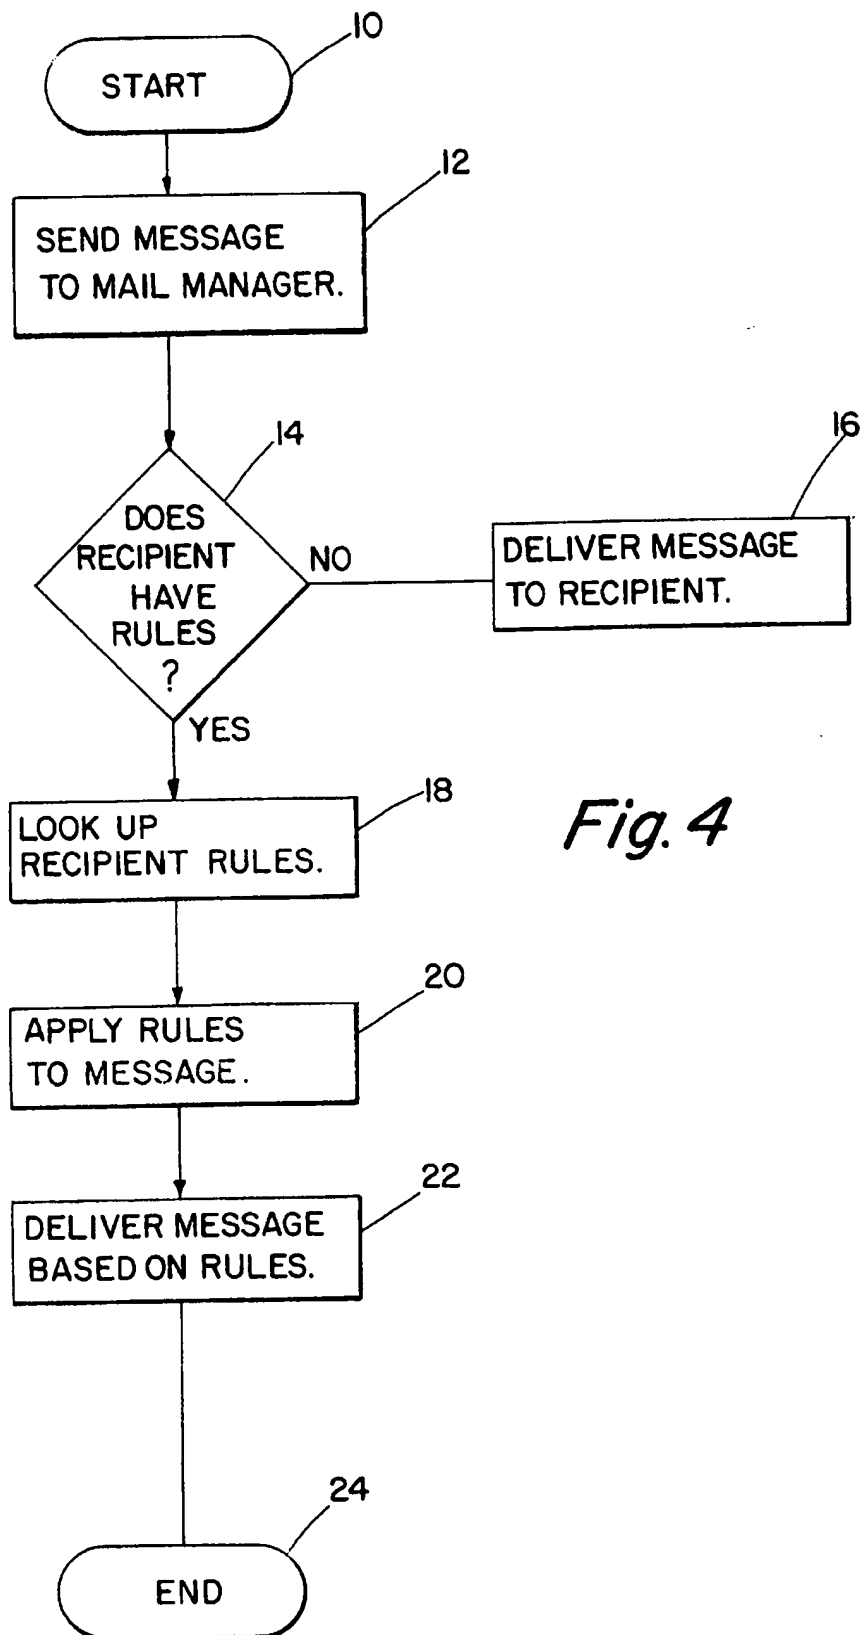 START
10
12
SEND MESSAGE
TO MAIL MANAGER.
14
DOES
RECIPIENT
HAVE
RULES
?
NO
16
DELIVER MESSAGE
TO RECIPIENT.
YES
18
LOOK UP
RECIPIENT RULES.
Fig. 4
20
APPLY RULES
TO MESSAGE.
22
DELIVER MESSAGE
BASED ON RULES.
24
END